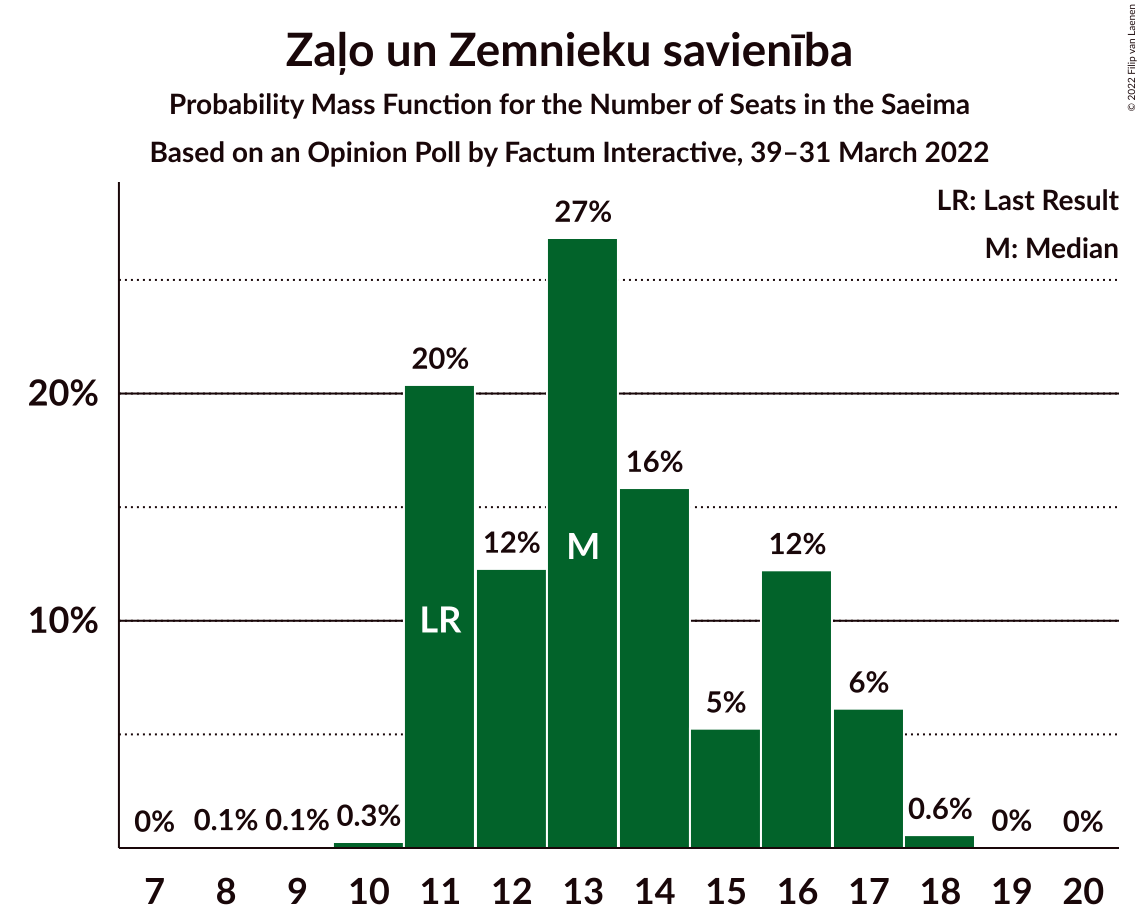 Zaļo un Zemnieku savienība
Probability Mass Function for the Number of Seats in the Saeima
Based on an Opinion Poll by Factum Interactive, 39–31 March 2022
© 2022 Filip van Laenen
LR: Last Result
M: Median
27%
20%
20%
16%
12%
12%
M
10%
LR
6%
5%
0%
0.1%
0.1%
0.3%
0.6%
0%
0%
7 8 9 10 11 12 13 14 15 16 17 18 19 20